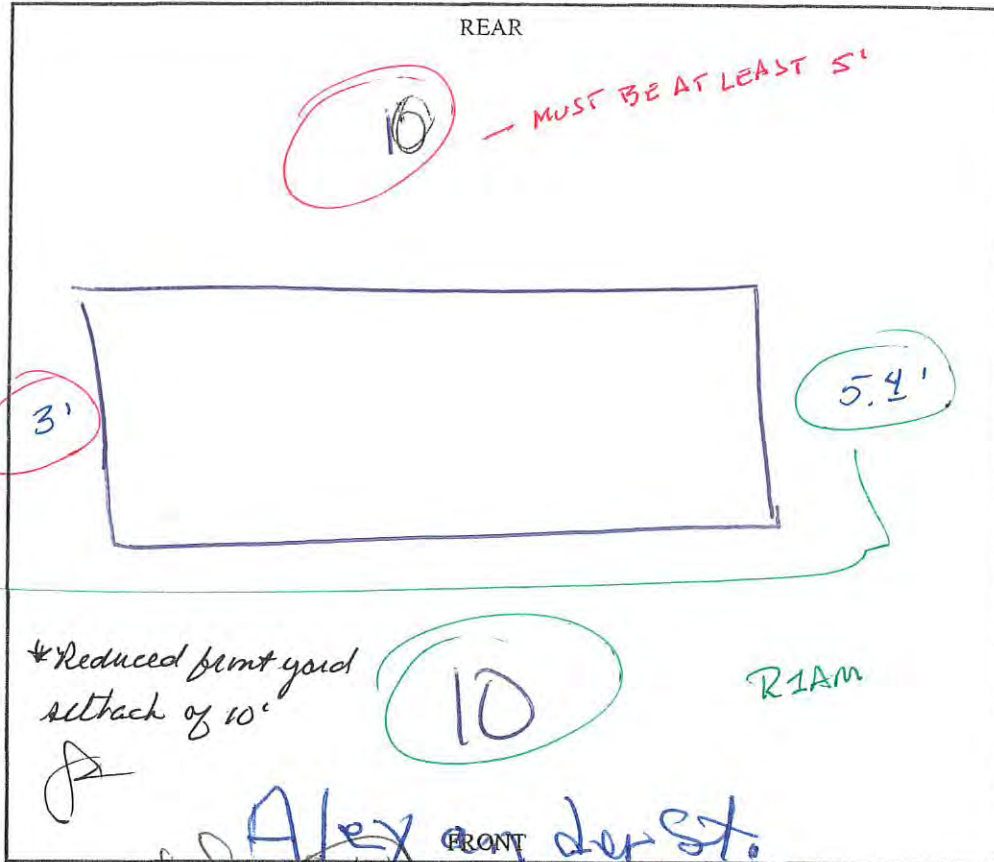 REAR
10 — MUST BE AT LEAST 5'
3'
5.4'
*Reduced front yard
setback of 10'
10
R1AM
Alexander St.
FRONT